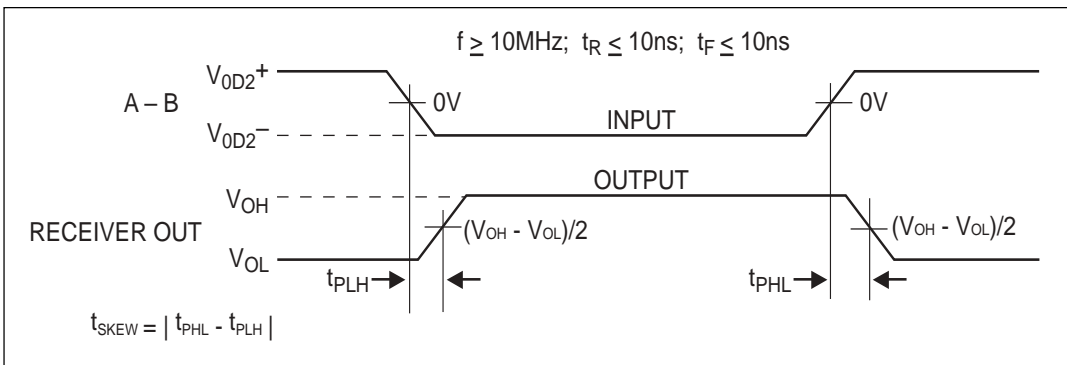 f ≥ 10MHz; tR ≤ 10ns; tF ≤ 10ns
V0D2+
A – B
0V
0V
V0D2–
INPUT
OUTPUT
VOH
RECEIVER OUT
(VOH - VOL)/2
(VOH - VOL)/2
VOL
tPLH
tPHL
tSKEW = | tPHL - tPLH |